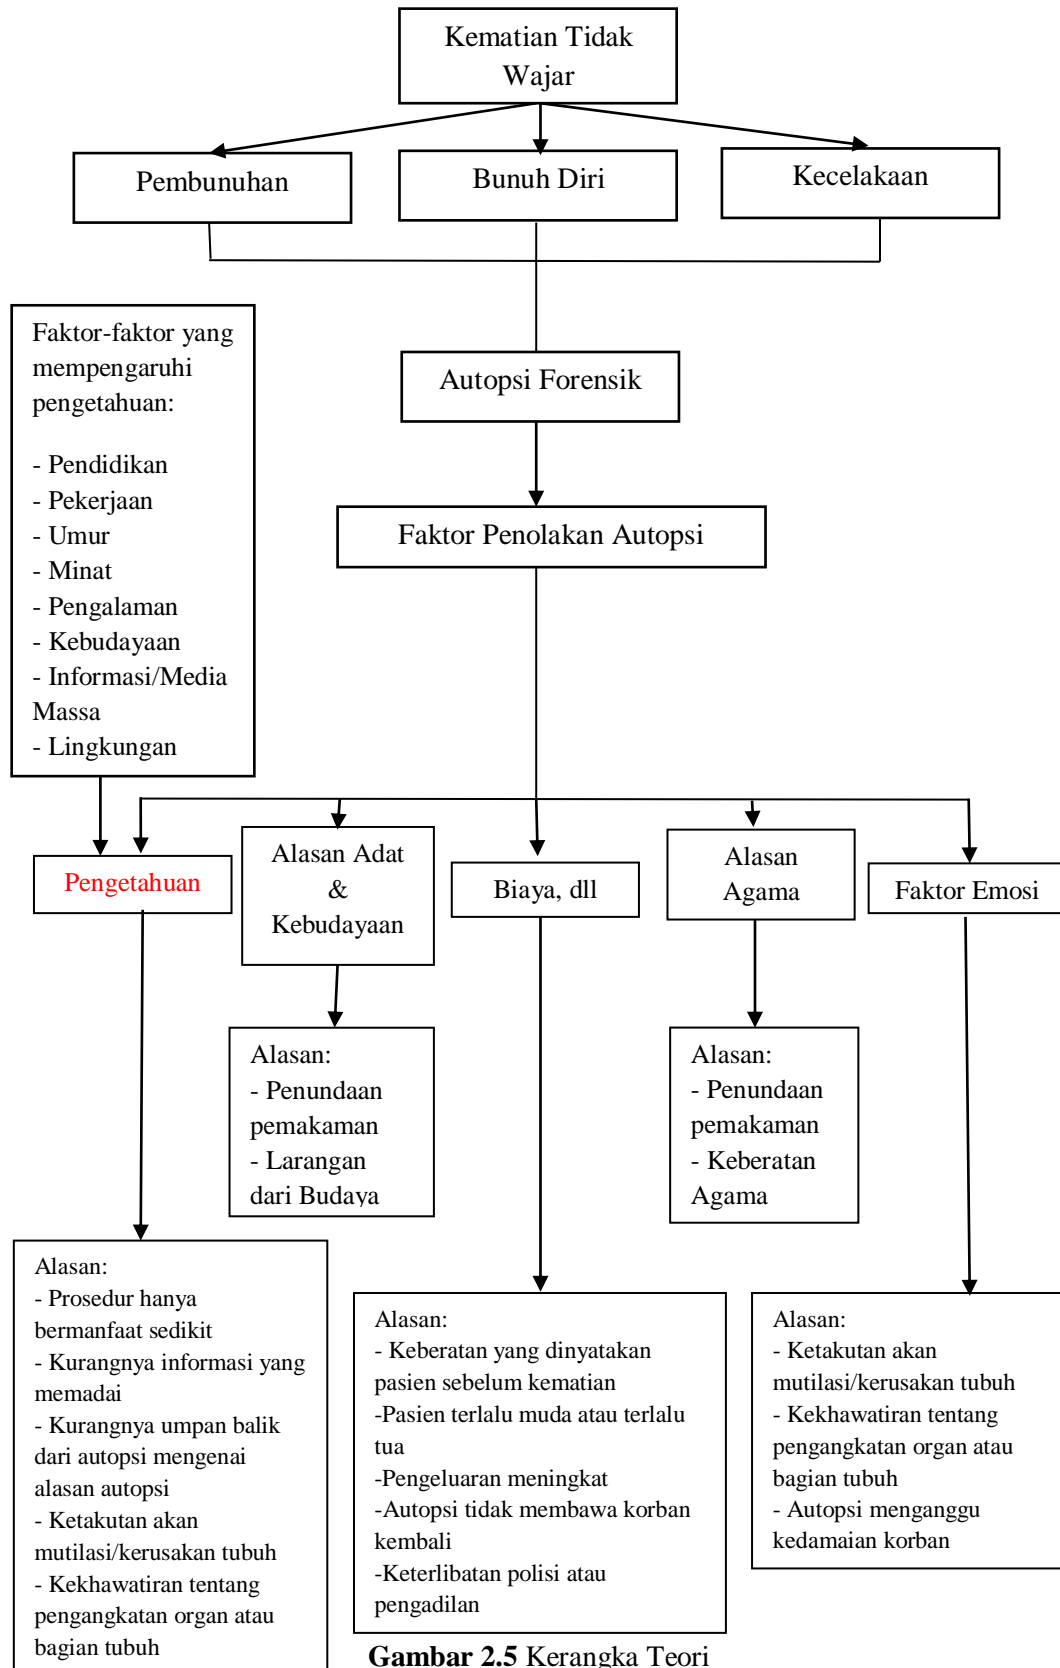 Kematian Tidak
Wajar
Pembunuhan
Bunuh Diri
Kecelakaan
Faktor-faktor yang
mempengaruhi
pengetahuan:
- Pendidikan
- Pekerjaan
- Umur
- Minat
- Pengalaman
- Kebudayaan
- Informasi/Media
Massa
- Lingkungan
Autopsi Forensik
Faktor Penolakan Autopsi
Pengetahuan
Alasan Adat
&
Kebudayaan
Biaya, dll
Alasan
Agama
Faktor Emosi
Alasan:
- Penundaan
pemakaman
- Larangan
dari Budaya
Alasan:
- Penundaan
pemakaman
- Keberatan
Agama
Alasan:
- Prosedur hanya
bermanfaat sedikit
- Kurangnya informasi yang
memadai
- Kurangnya umpan balik
dari autopsi mengenai
alasan autopsi
- Ketakutan akan
mutilasi/kerusakan tubuh
- Kekhawatiran tentang
pengangkatan organ atau
bagian tubuh
Alasan:
- Keberatan yang dinyatakan
pasien sebelum kematian
-Pasien terlalu muda atau terlalu
tua
-Pengeluaran meningkat
-Autopsi tidak membawa korban
kembali
-Keterlibatan polisi atau
pengadilan
Alasan:
- Ketakutan akan
mutilasi/kerusakan tubuh
- Kekhawatiran tentang
pengangkatan organ atau
bagian tubuh
- Autopsi menganggu
kedamaian korban
Gambar 2.5 Kerangka Teori